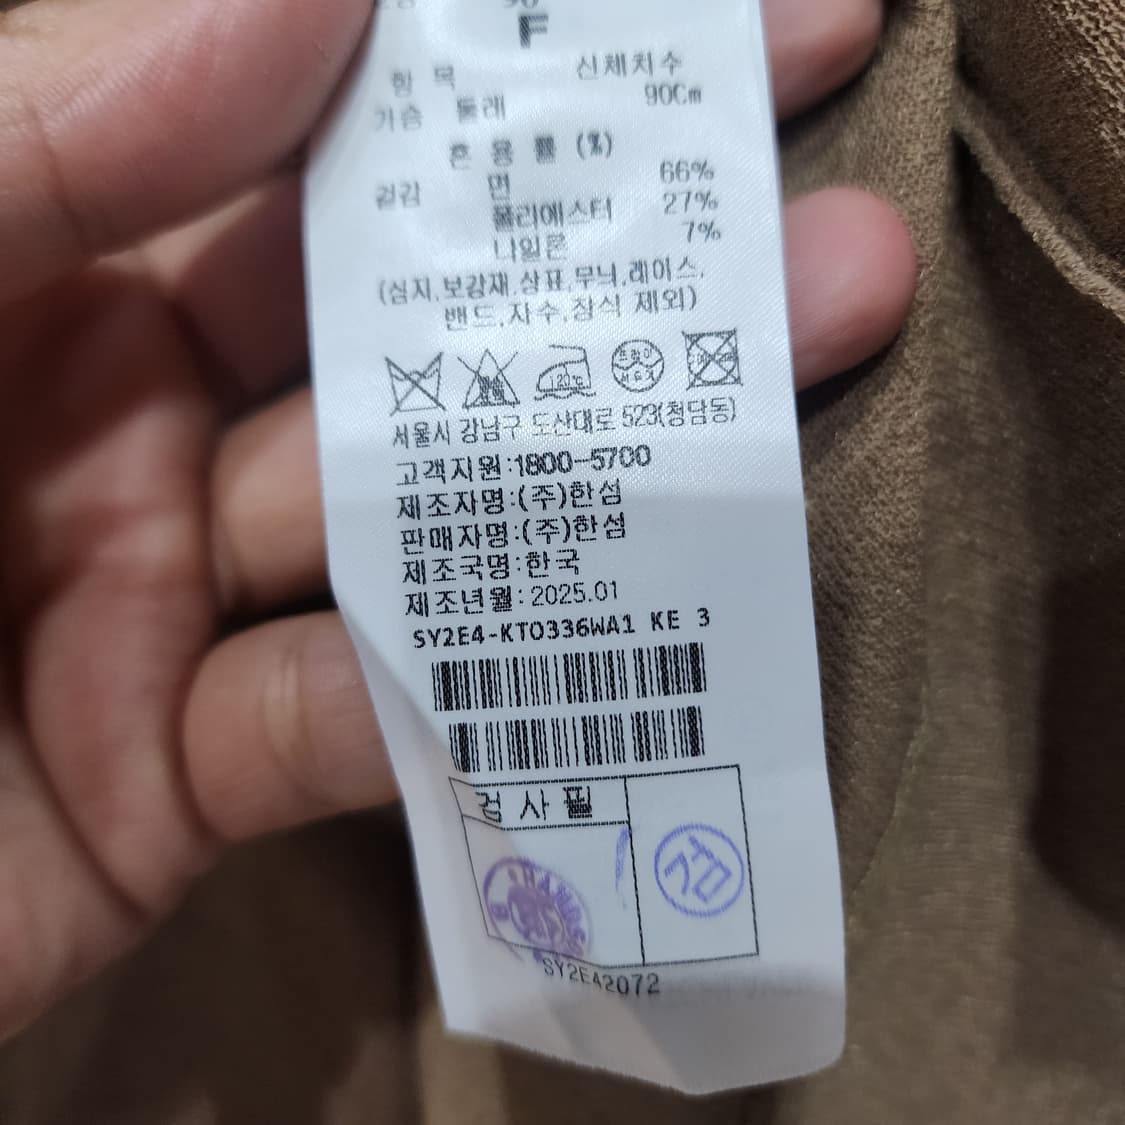 F
항 목 신체치수
가슴 둘레 90Cm
혼 용 률 (%)
겉감 면 66%
폴리에스터 27%
나일론 7%
(심지,보강재,상표,무늬,레이스,
밴드,자수,장식 제외)
120℃
서울시 강남구 도산대로 523(청담동)
고객지원:1800-5700
제조자명:(주)한섬
판매자명:(주)한섬
제조국명:한국
제조년월:2025.01
SY2E4-KTO336WA1 KE 3
검 사 필
검
SY2E42072